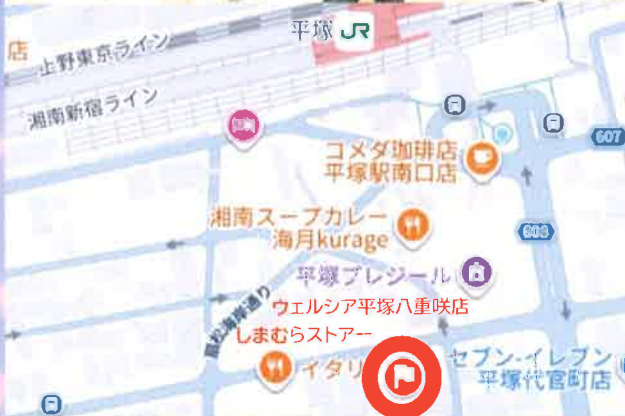 平塚 JR
店
上野東京ライン
湘南新宿ライン
607
コメダ珈琲店
平塚駅南口店
湘南スープカレー
海月kurage
608
平塚プレジール
ウェルシア平塚八重咲店
しまむらストアー
イタリ
セブン-イレブン
平塚代官町店